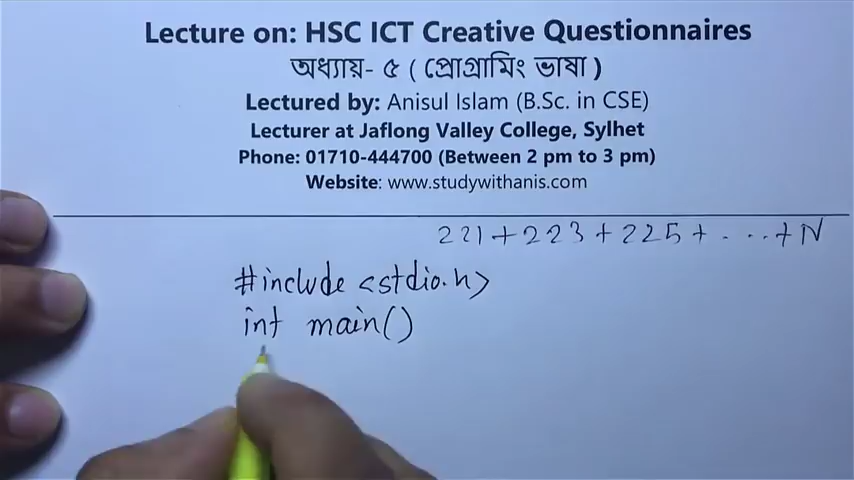 Lecture on: HSC ICT Creative Questionnaires
অধ্যায়- ৫ ( প্রোগ্রামিং ভাষা )
Lectured by: Anisul Islam (B.Sc. in CSE)
Lecturer at Jaflong Valley College, Sylhet
Phone: 01710-444700 (Between 2 pm to 3 pm)
Website: www.studywithanis.com
221+223+225+....+N
#include <stdio.h>
int main()